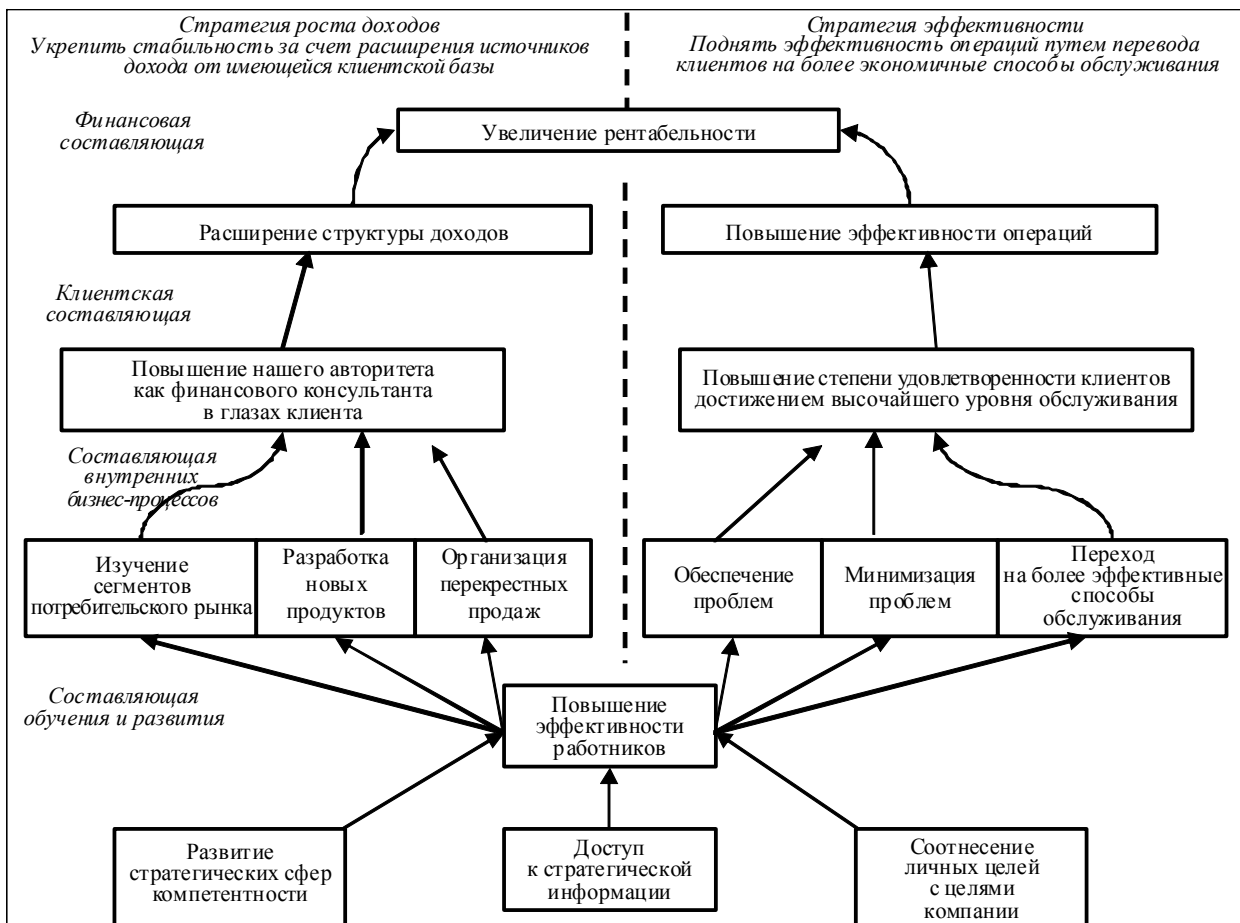 Стратегия роста доходов
Укрепить стабильность за счет расширения источников
дохода от имеющейся клиентской базы
Стратегия эффективности
Поднять эффективность операций путем перевода
клиентов на более экономичные способы обслуживания
Финансовая
составляющая
Увеличение рентабельности
Расширение структуры доходов
Повышение эффективности операций
Клиентская
составляющая
Повышение нашего авторитета
как финансового консультанта
в глазах клиента
Повышение степени удовлетворенности клиентов
достижением высочайшего уровня обслуживания
Составляющая
внутренних
бизнес-процессов
Изучение
сегментов
потребительского рынка
Разработка
новых
продуктов
Организация
перекрестных
продаж
Обеспечение
проблем
Минимизация
проблем
Переход
на более эффективные
способы
обслуживания
Составляющая
обучения и развития
Повышение
эффективности
работников
Развитие
стратегических сфер
компетентности
Доступ
к стратегической
информации
Соотнесение
личных целей
с целями
компании